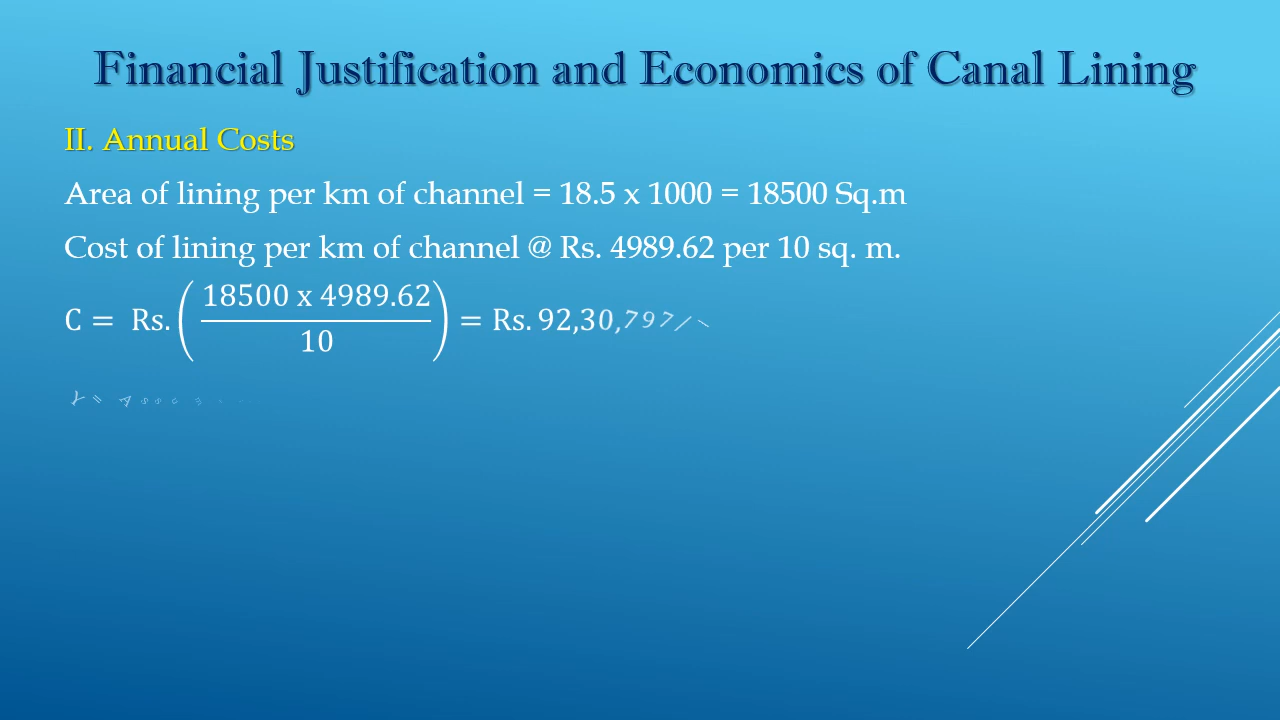 Financial Justification and Economics of Canal Lining
II. Annual Costs
Area of lining per km of channel = 18.5 x 1000 = 18500 Sq.m
Cost of lining per km of channel @ Rs. 4989.62 per 10 sq. m.
C = Rs. (18500 x 4989.62 / 10) = Rs. 92,30,797/-